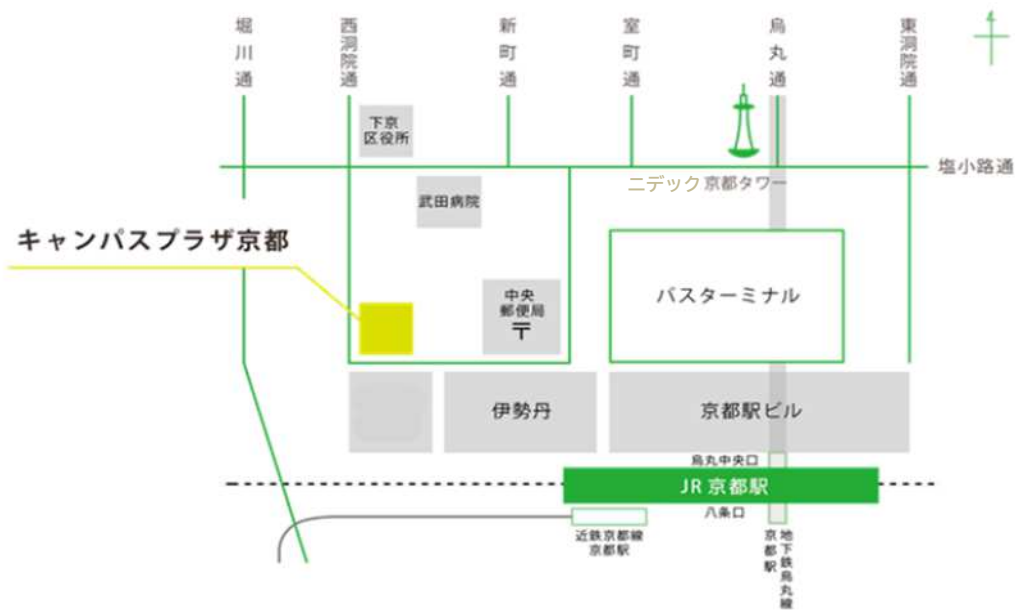 堀川通
西洞院通
新町通
室町通
烏丸通
東洞院通
下京
区役所
塩小路通
ニデック京都タワー
武田病院
キャンパスプラザ京都
中央
郵便局
〒
バスターミナル
伊勢丹
京都駅ビル
烏丸中央口
JR 京都駅
八条口
近鉄京都線
京都駅
地下鉄烏丸線
京都駅